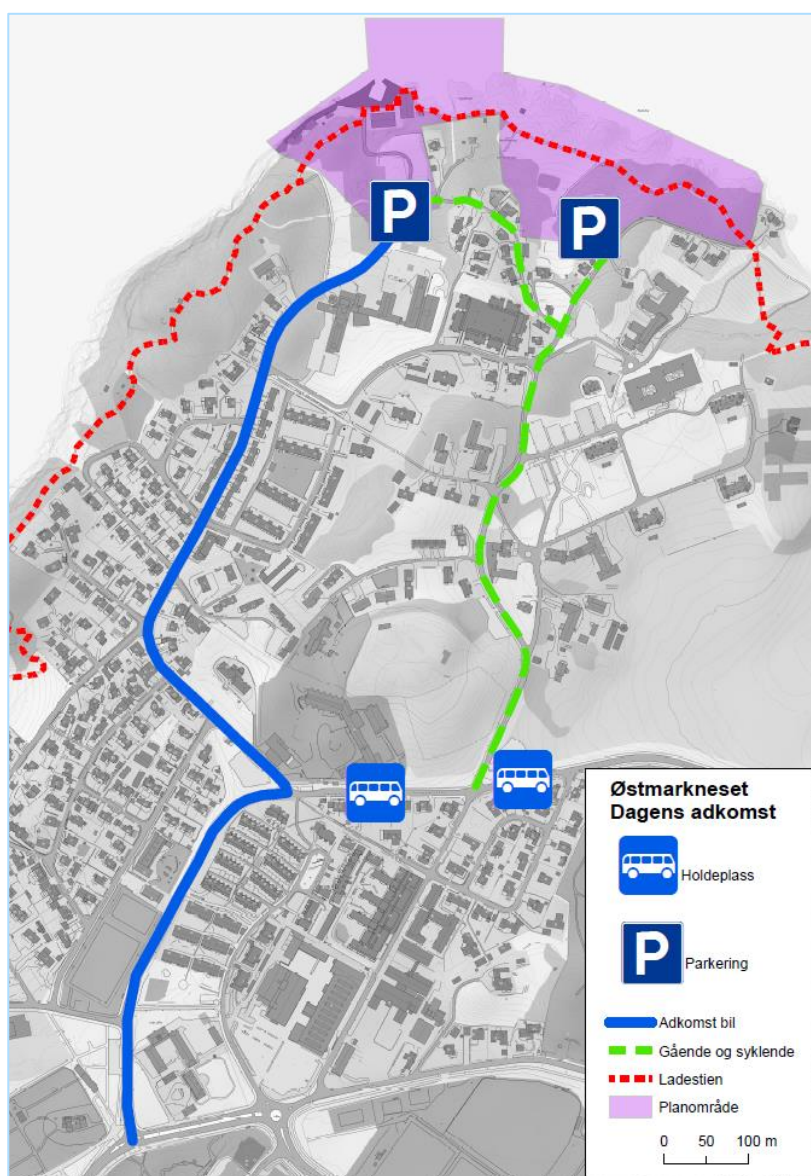 P
P
Østmarkneset
Dagens adkomst
Holdeplass
P
Parkering
Adkomst bil
Gående og syklende
Ladestien
Planområde
0 50 100 m